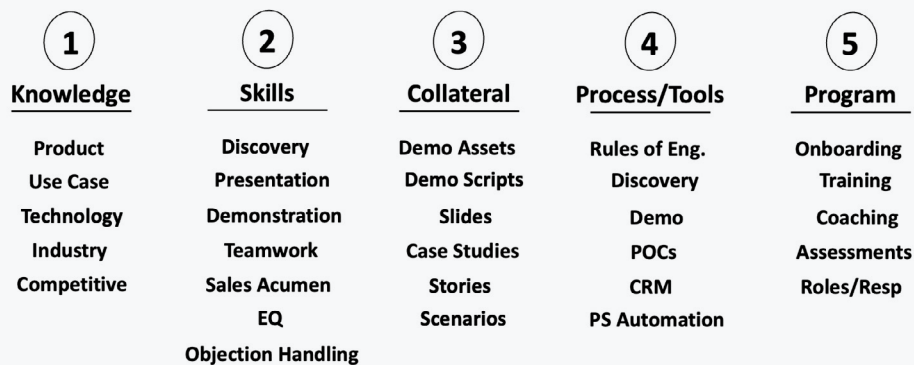 1
Knowledge
Product
Use Case
Technology
Industry
Competitive
2
Skills
Discovery
Presentation
Demonstration
Teamwork
Sales Acumen
EQ
Objection Handling
3
Collateral
Demo Assets
Demo Scripts
Slides
Case Studies
Stories
Scenarios
4
Process/Tools
Rules of Eng.
Discovery
Demo
POCs
CRM
PS Automation
5
Program
Onboarding
Training
Coaching
Assessments
Roles/Resp